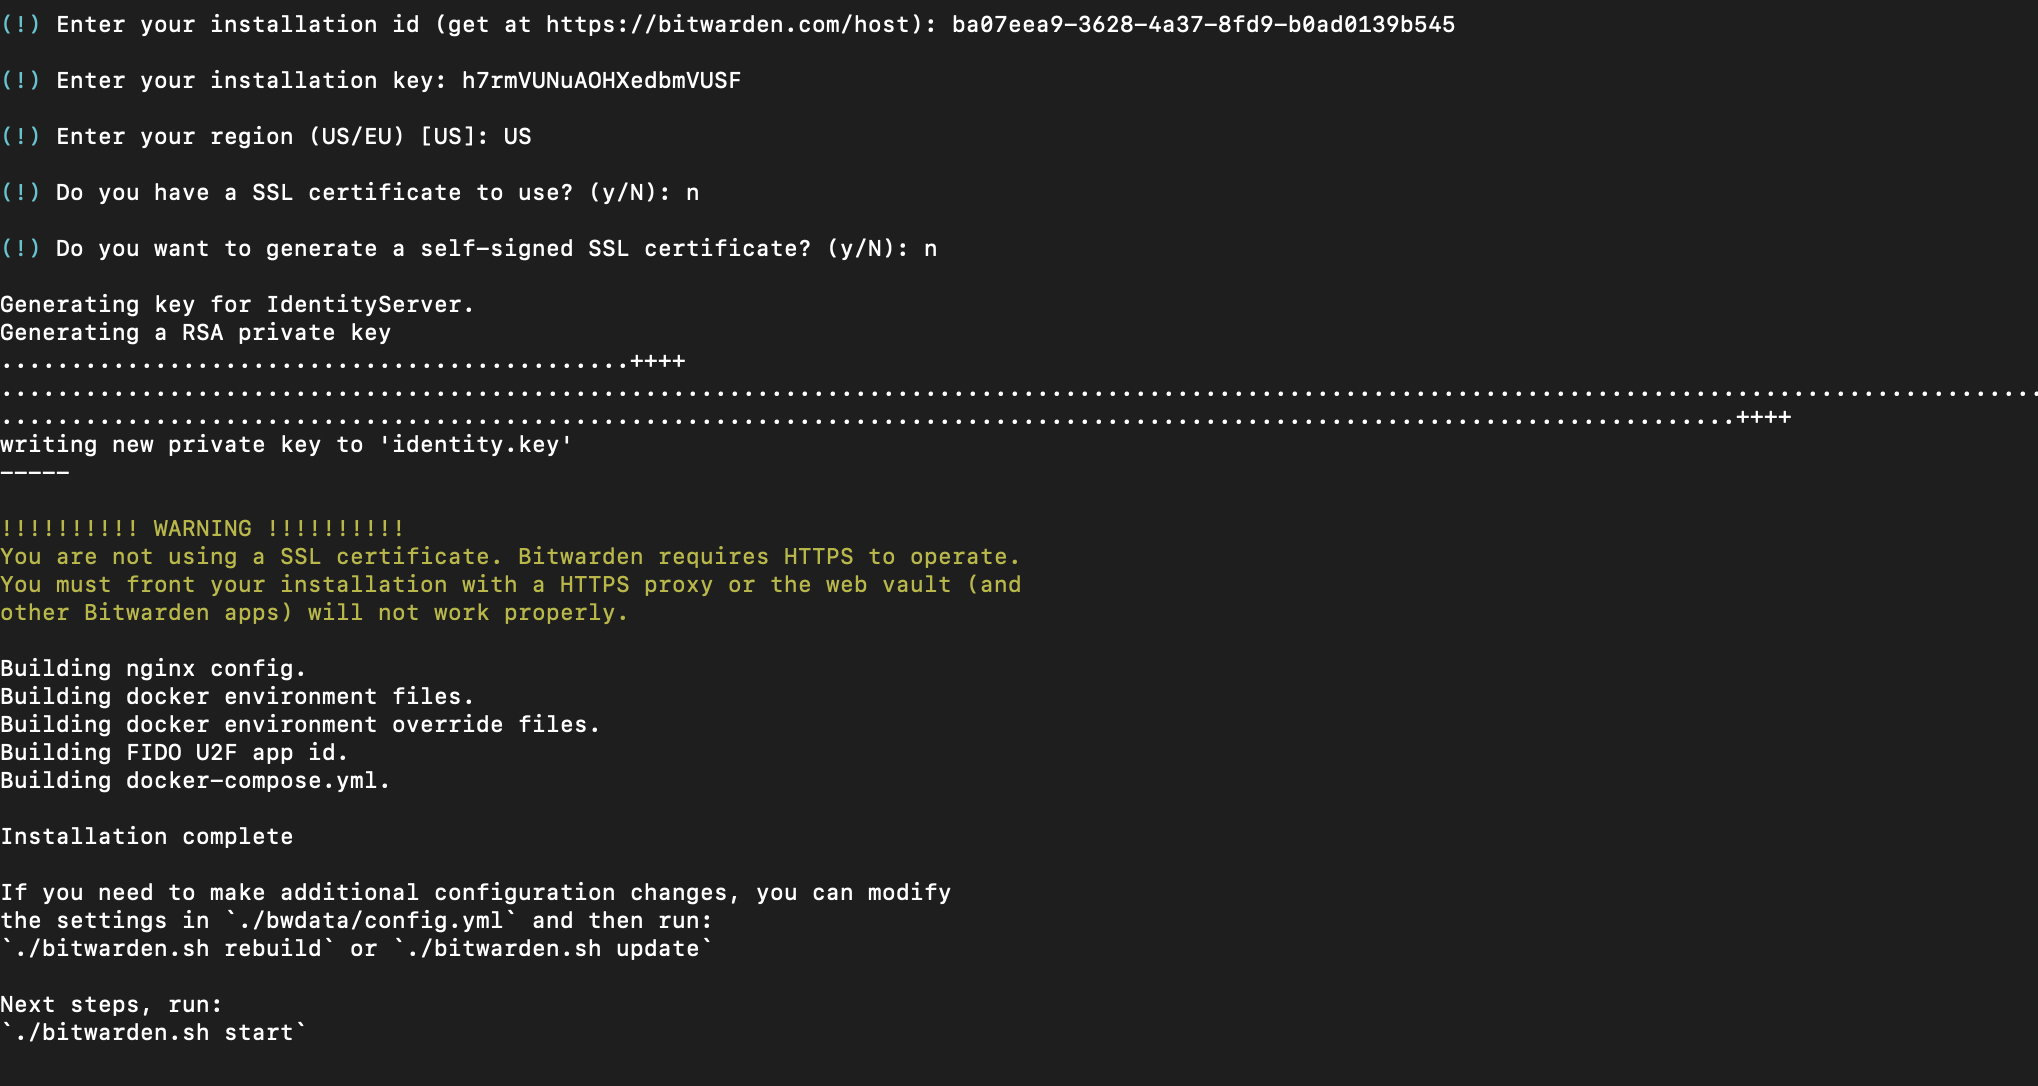 (!) Enter your installation id (get at https://bitwarden.com/host): ba07eea9-3628-4a37-8fd9-b0ad0139b545
(!) Enter your installation key: h7rmVUNuAOHXedbmVUSF
(!) Enter your region (US/EU) [US]: US
(!) Do you have a SSL certificate to use? (y/N): n
(!) Do you want to generate a self-signed SSL certificate? (y/N): n
Generating key for IdentityServer.
Generating a RSA private key
.............................................++++
..................................................................................................................................................
............................................................................................................................++++
writing new private key to 'identity.key'
-----
!!!!!!!!!! WARNING !!!!!!!!!!
You are not using a SSL certificate. Bitwarden requires HTTPS to operate.
You must front your installation with a HTTPS proxy or the web vault (and
other Bitwarden apps) will not work properly.
Building nginx config.
Building docker environment files.
Building docker environment override files.
Building FIDO U2F app id.
Building docker-compose.yml.
Installation complete
If you need to make additional configuration changes, you can modify
the settings in `./bwdata/config.yml` and then run:
`./bitwarden.sh rebuild` or `./bitwarden.sh update`
Next steps, run:
`./bitwarden.sh start`